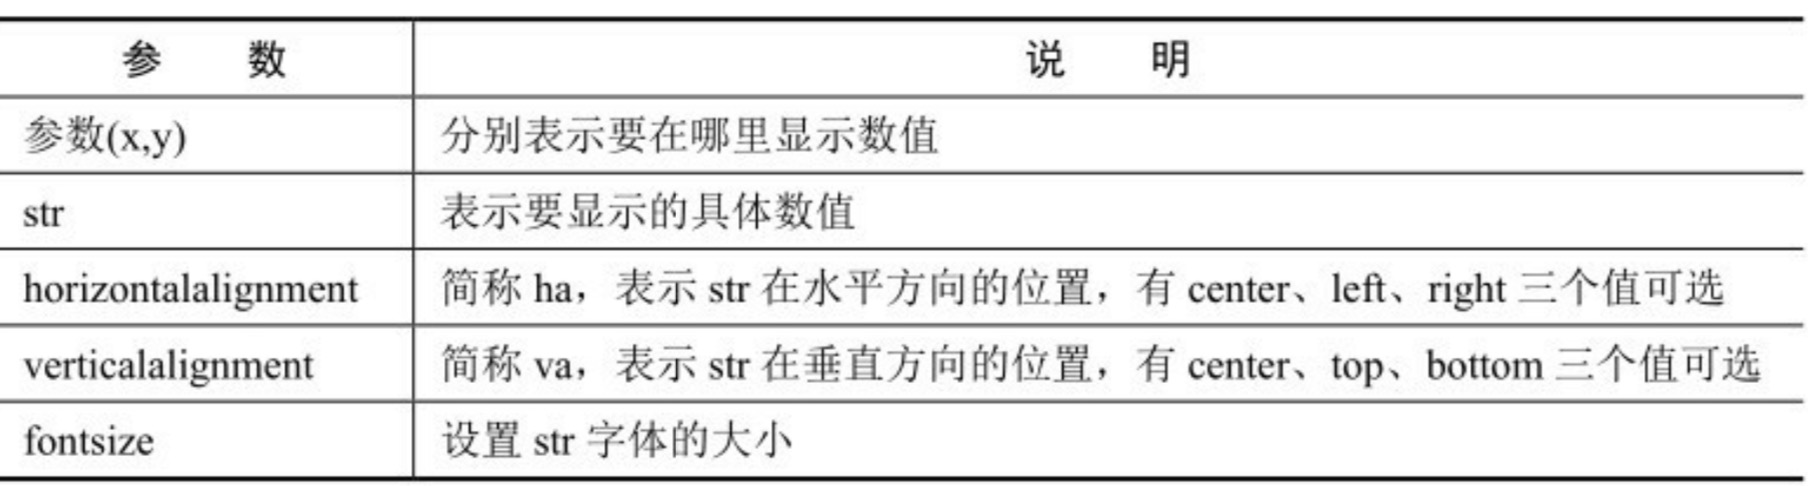 参 数 说 明
参数(x,y) 分别表示要在哪里显示数值
str 表示要显示的具体数值
horizontalalignment 简称 ha，表示 str 在水平方向的位置，有 center、left、right 三个值可选
verticalalignment 简称 va，表示 str 在垂直方向的位置，有 center、top、bottom 三个值可选
fontsize 设置 str 字体的大小